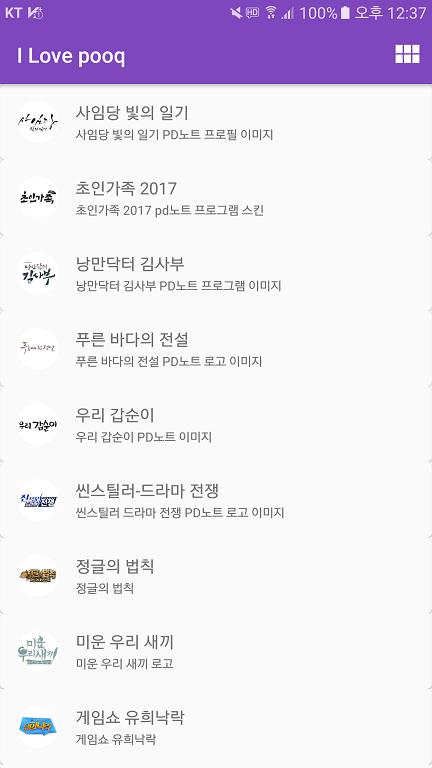 KT HD 100% 오후 12:37
I Love pooq
사임당 빛의 일기
사임당 빛의 일기 PD노트 프로필 이미지
초인가족 2017
초인가족 2017 pd노트 프로그램 스킨
낭만닥터 김사부
낭만닥터 김사부 PD노트 프로그램 이미지
푸른 바다의 전설
푸른 바다의 전설 PD노트 로고 이미지
우리 갑순이
우리 갑순이 PD노트 이미지
씬스틸러-드라마 전쟁
씬스틸러 드라마 전쟁 PD노트 로고 이미지
정글의 법칙
정글의 법칙
미운 우리 새끼
미운 우리 새끼 로고
게임쇼 유희낙락
게임쇼 유희낙락